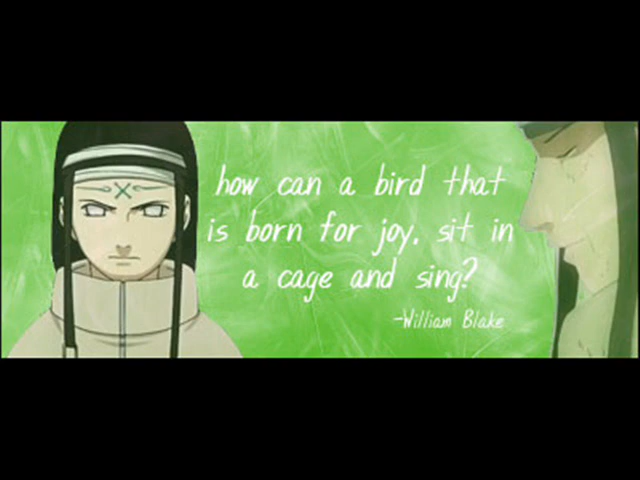 how can a bird that
is born for joy, sit in
a cage and sing?
-William Blake